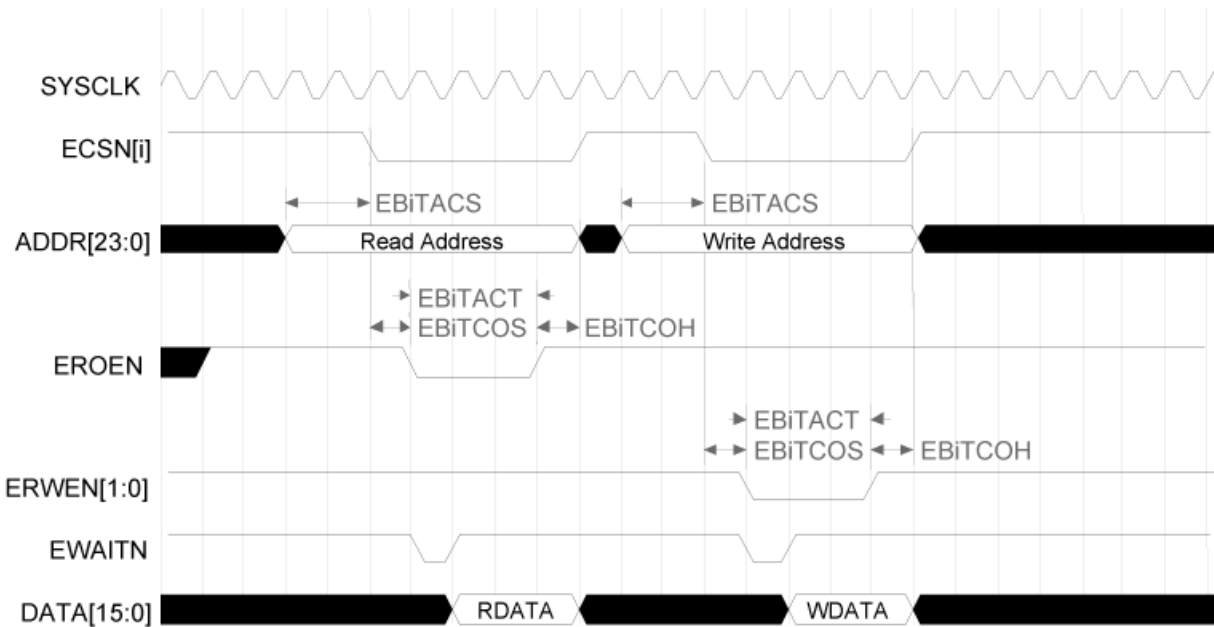 SYSCLK
ECSN[i]
EBiTACS EBiTACS
ADDR[23:0] Read Address Write Address
EBiTACT
EBiTCOS EBiTCOH
EROEN
EBiTACT
EBiTCOS EBiTCOH
ERWEN[1:0]
EWAITN
DATA[15:0] RDATA WDATA